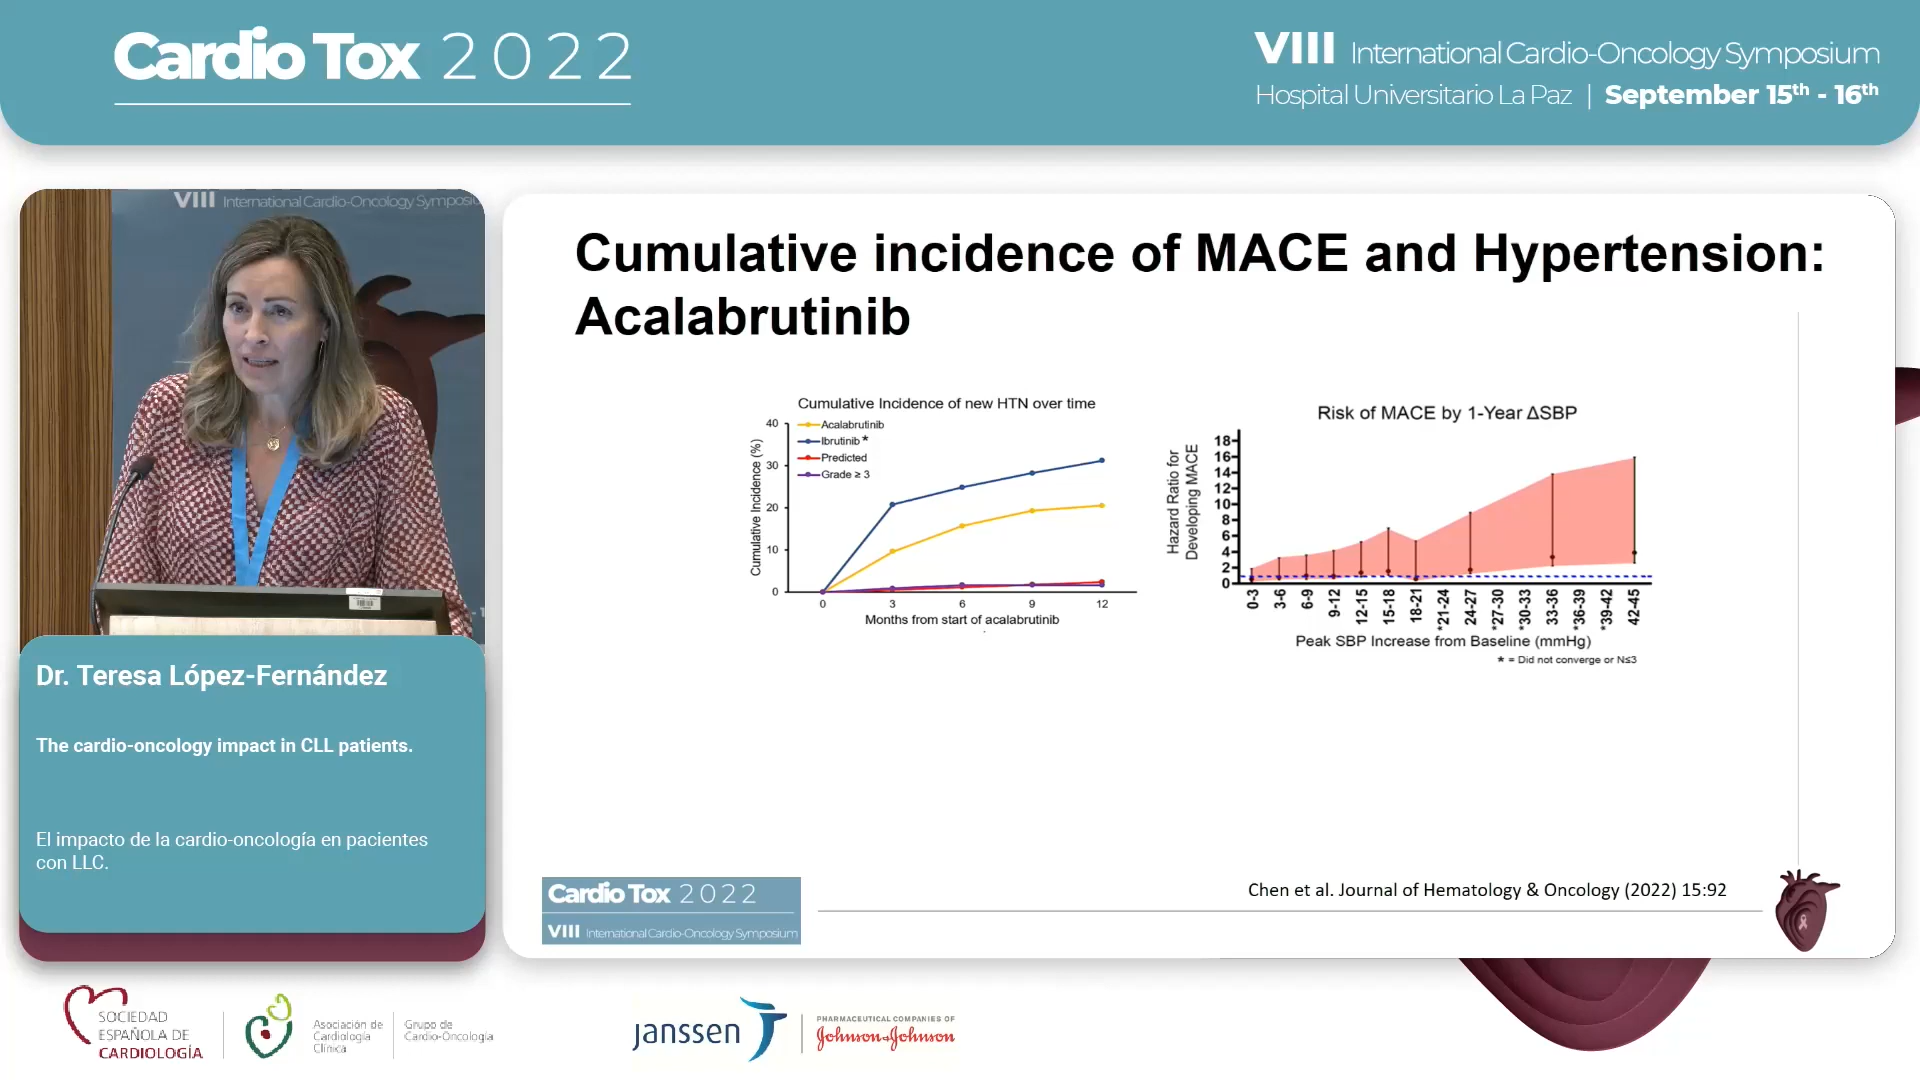 Cardio Tox 2022
VIII International Cardio-Oncology Symposium
Hospital Universitario La Paz | September 15th - 16th
VIII International Cardio-Oncology Symposiu
Dr. Teresa López-Fernández
The cardio-oncology impact in CLL patients.
El impacto de la cardio-oncología en pacientes
con LLC.
Cumulative incidence of MACE and Hypertension:
Acalabrutinib
Cumulative Incidence of new HTN over time
Cumulative Incidence (%)
40
30
20
10
0
Acalabrutinib
Ibrutinib *
Predicted
Grade ≥ 3
0 3 6 9 12
Months from start of acalabrutinib
Risk of MACE by 1-Year ΔSBP
Hazard Ratio for
Developing MACE
18
16
14
12
10
8
6
4
2
0
0-3 3-6 6-9 9-12 12-15 15-18 18-21 *21-24 24-27 *27-30 *30-33 33-36 *36-39 *39-42 42-45
Peak SBP Increase from Baseline (mmHg)
* = Did not converge or N≤3
Chen et al. Journal of Hematology & Oncology (2022) 15:92
Cardio Tox 2022
VIII International Cardio-Oncology Symposium
SOCIEDAD
ESPAÑOLA DE
CARDIOLOGÍA
Asociación de
Cardiología
Clínica
Grupo de
Cardio-Oncología
janssen
PHARMACEUTICAL COMPANIES OF
Johnson & Johnson